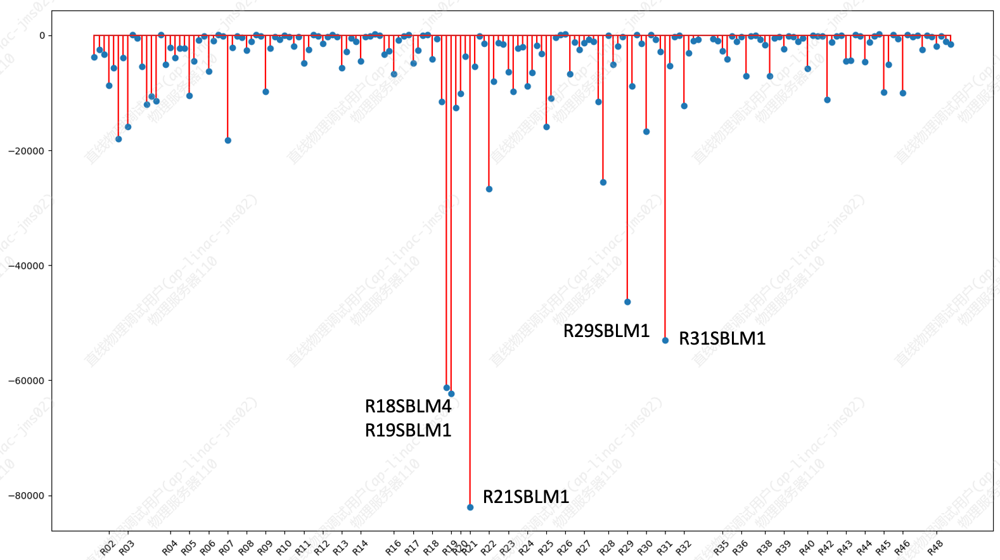 0
−20000
−40000
−60000
−80000
R29SBLM1
R31SBLM1
R18SBLM4
R19SBLM1
R21SBLM1
R02 R03 R04 R05 R06 R07 R08 R09 R10 R11 R12 R13 R14 R16 R17 R18 R19 R20 R21 R22 R23 R24 R25 R26 R27 R28 R29 R30 R31 R32 R35 R36 R38 R39 R40 R42 R43 R44 R45 R46 R48
直线物理调试用户(ap-linac-jms02)
物理服务器110